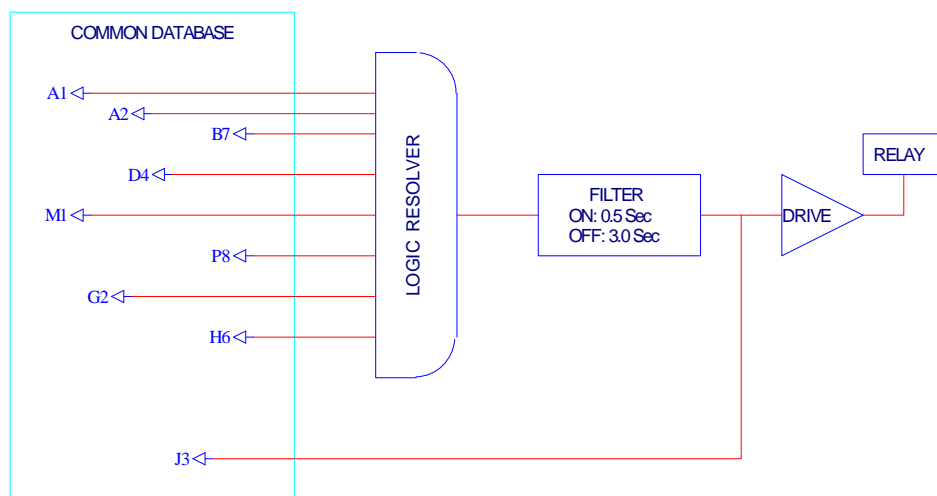 COMMON DATABASE
A1
A2
B7
D4
M1
P8
G2
H6
J3
LOGIC RESOLVER
FILTER
ON: 0.5 Sec
OFF: 3.0 Sec
DRIVE
RELAY